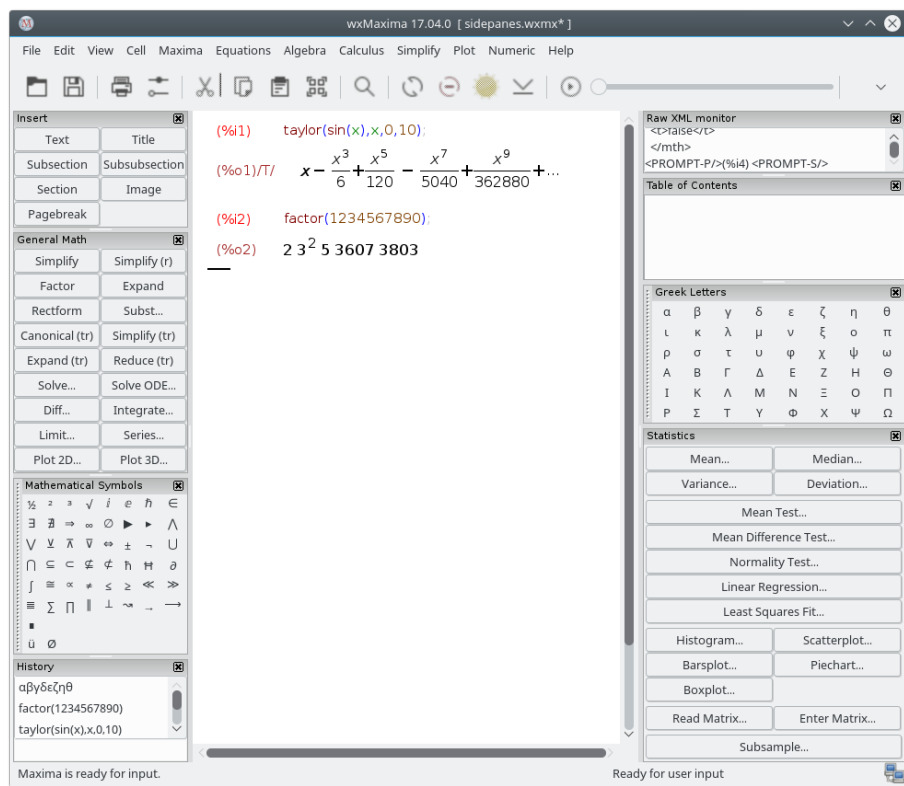 wxMaxima 17.04.0 [ sidepanes.wxmx* ]
File Edit View Cell Maxima Equations Algebra Calculus Simplify Plot Numeric Help
Insert
Text Title
Subsection Subsubsection
Section Image
Pagebreak
General Math
Simplify Simplify (r)
Factor Expand
Rectform Subst...
Canonical (tr) Simplify (tr)
Expand (tr) Reduce (tr)
Solve... Solve ODE...
Diff... Integrate...
Limit... Series...
Plot 2D... Plot 3D...
Mathematical Symbols
½ ² ³ √ ⅈ ⅇ ℏ ∈
∃ ∄ ⇒ ∞ ∅ ▶ ▸ ⋀
⋁ ⊻ ⊼ ⊽ ⇔ ± ¬ ⋃
⋂ ⊆ ⊂ ⊈ ⊄ ħ Ħ ∂
∫ ≅ ∝ ≠ ≤ ≥ ≪ ≫
≣ ∑ ∏ ∥ ⟂ ↝ → ⟶
∎
ü Ø
History
αβγδεζηθ
factor(1234567890)
taylor(sin(x),x,0,10)
(%i1) taylor(sin(x),x,0,10);
(%o1)/T/ x − x³/6 + x⁵/120 − x⁷/5040 + x⁹/362880 + ...
(%i2) factor(1234567890);
(%o2) 2 3² 5 3607 3803
Raw XML monitor
<t>false</t>
</mth>
<PROMPT-P/>(%i4) <PROMPT-S/>
Table of Contents
Greek Letters
α β γ δ ε ζ η θ
ι κ λ μ ν ξ ο π
ρ σ τ υ φ χ ψ ω
Α Β Γ Δ Ε Ζ Η Θ
Ι Κ Λ Μ Ν Ξ Ο Π
Ρ Σ Τ Υ Φ Χ Ψ Ω
Statistics
Mean... Median...
Variance... Deviation...
Mean Test...
Mean Difference Test...
Normality Test...
Linear Regression...
Least Squares Fit...
Histogram... Scatterplot...
Barsplot... Piechart...
Boxplot...
Read Matrix... Enter Matrix...
Subsample...
Maxima is ready for input. Ready for user input